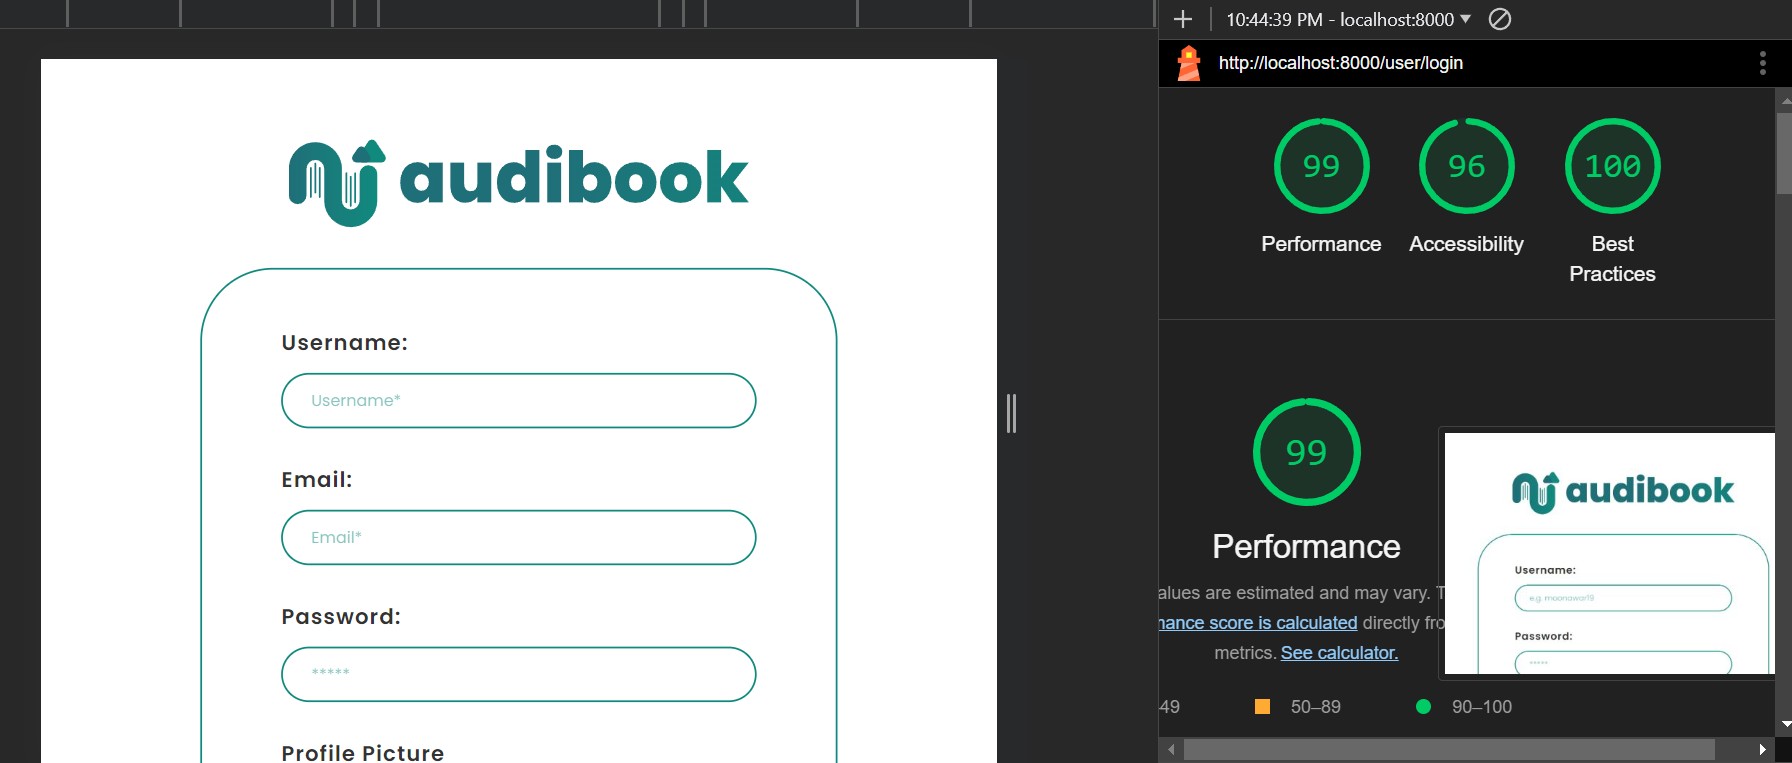 audibook
Username:
Username*
Email:
Email*
Password:
*****
Profile Picture
10:44:39 PM - localhost:8000
http://localhost:8000/user/login
99
96
100
Performance
Accessibility
Best
Practices
99
Performance
alues are estimated and may vary. T
nance score is calculated directly fro
metrics. See calculator.
49
50–89
90–100
audibook
Username:
e.g. moonawar19
Password:
*****